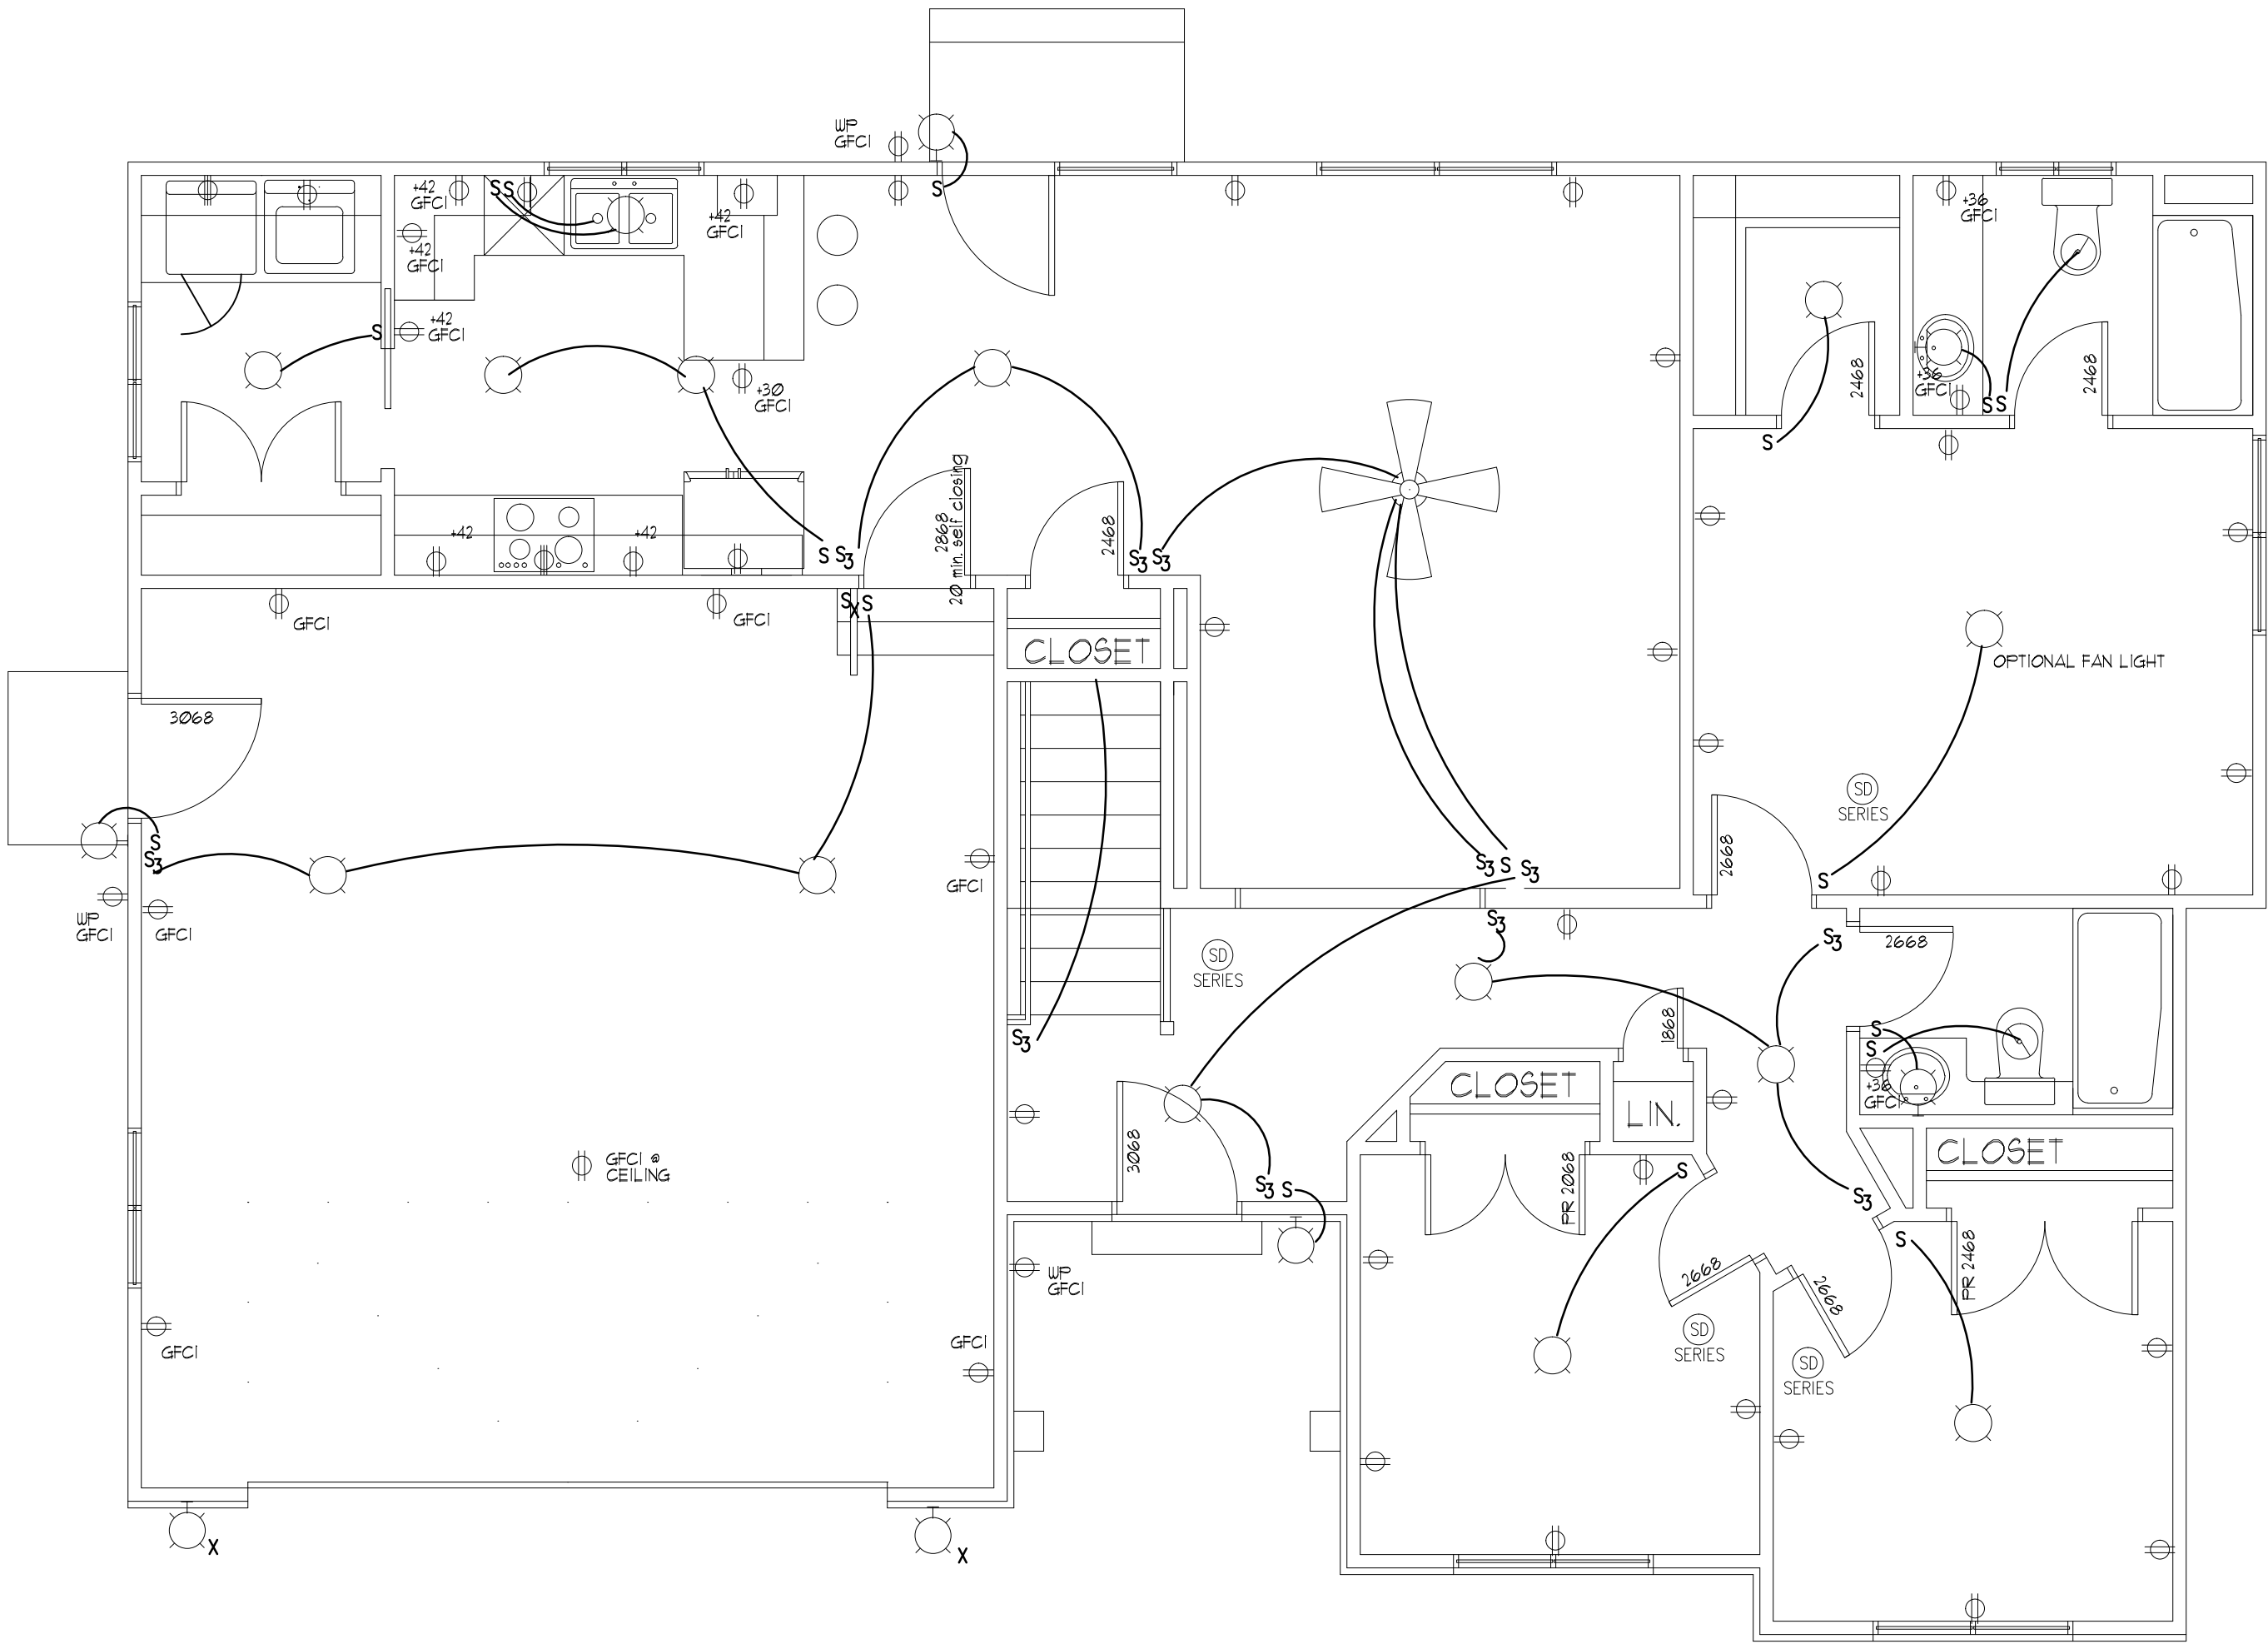 WP
GFCI
S
+42
GFCI
S S
+42
GFCI
+42
GFCI
+36
GFCI
+42
GFCI
S
+30
GFCI
2468
+36
GFCI
S S
2468
S
+42
+42
S S3
2868
20 min. self closing
2468
S3 S3
GFCI
GFCI
S X S
CLOSET
OPTIONAL FAN LIGHT
3068
SD
SERIES
S
S3
GFCI
S3 S S3
2668
S
WP
GFCI
GFCI
S3
S3
2668
SD
SERIES
S3
1868
S
S
+36
GFCI
CLOSET
LIN.
3068
CLOSET
GFCI @
CEILING
S3 S
PR 2068
S
S3
S
WP
GFCI
2668
2668
PR 2468
GFCI
GFCI
SD
SERIES
SD
SERIES
X
X